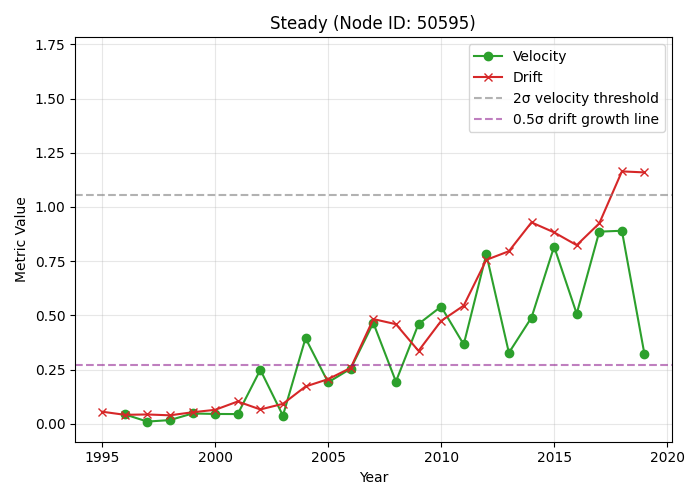 Steady (Node ID: 50595)
Velocity
Drift
2σ velocity threshold
0.5σ drift growth line
1.75
1.50
1.25
1.00
0.75
0.50
0.25
0.00
Metric Value
1995
2000
2005
2010
2015
2020
Year